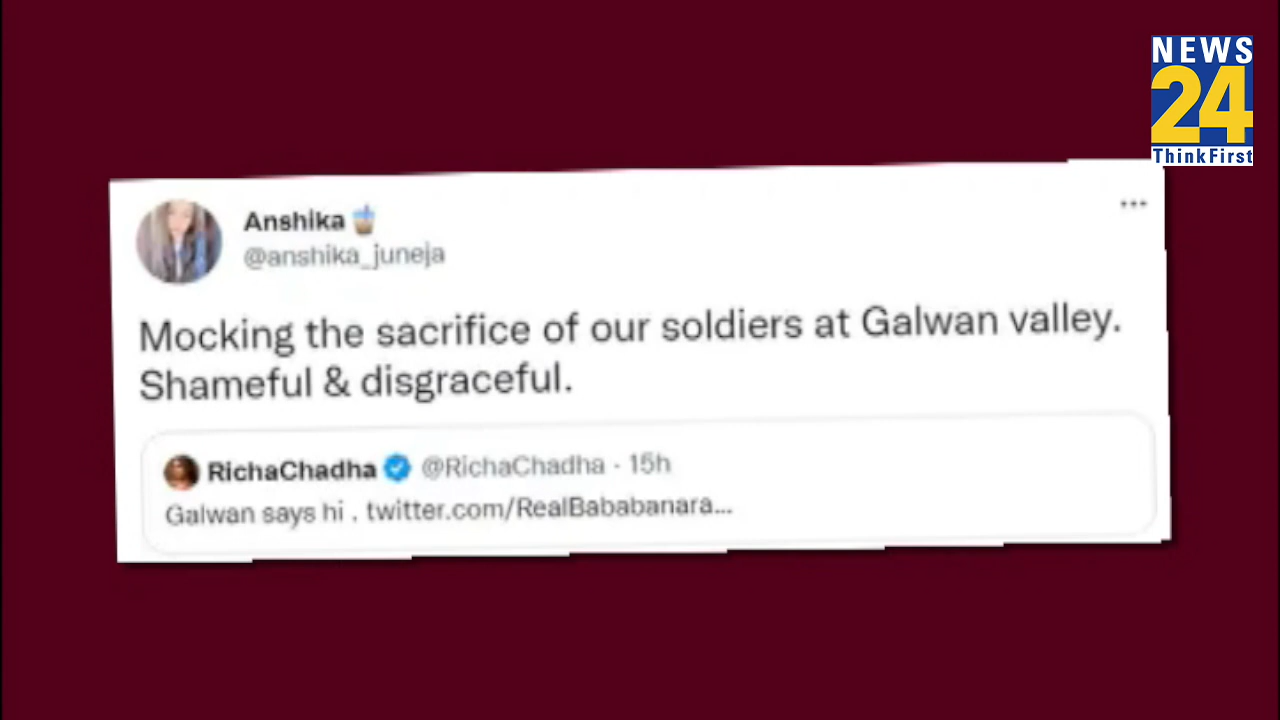 NEWS
24
ThinkFirst
Anshika
@anshika_juneja
Mocking the sacrifice of our soldiers at Galwan valley.
Shameful & disgraceful.
RichaChadha @RichaChadha · 15h
Galwan says hi . twitter.com/RealBababanara...